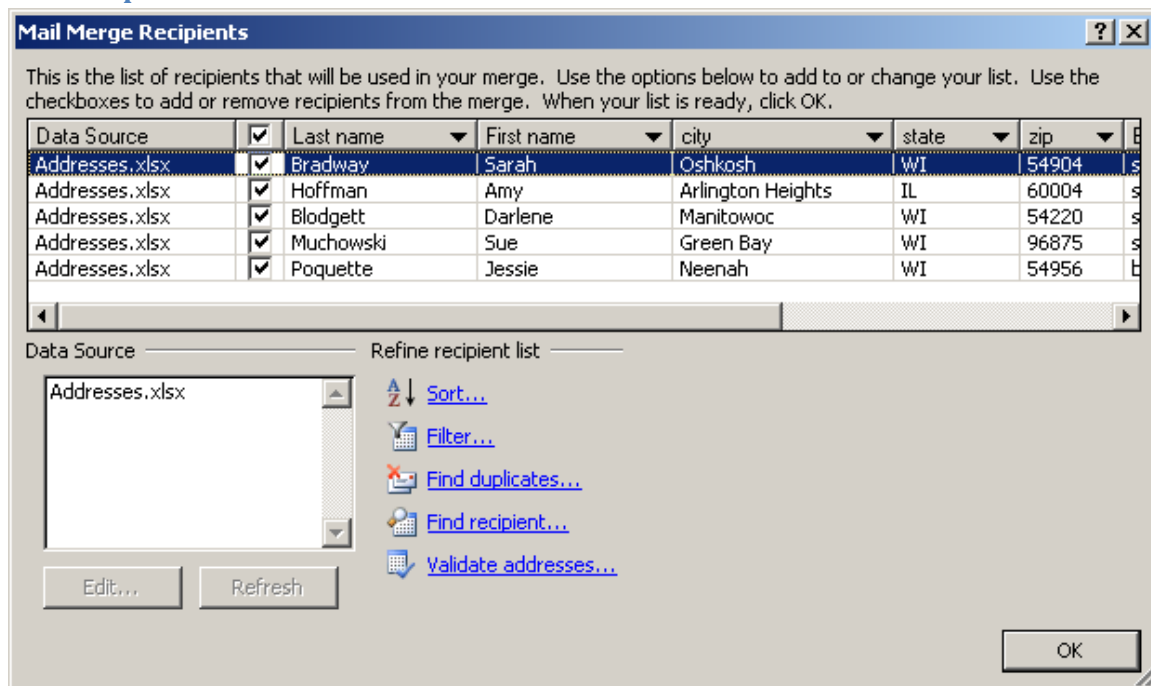 Mail Merge Recipients
This is the list of recipients that will be used in your merge. Use the options below to add to or change your list. Use the
checkboxes to add or remove recipients from the merge. When your list is ready, click OK.
Data Source Last name First name city state zip
Addresses.xlsx Bradway Sarah Oshkosh WI 54904
Addresses.xlsx Hoffman Amy Arlington Heights IL 60004
Addresses.xlsx Blodgett Darlene Manitowoc WI 54220
Addresses.xlsx Muchowski Sue Green Bay WI 96875
Addresses.xlsx Poquette Jessie Neenah WI 54956
Data Source Refine recipient list
Addresses.xlsx
Sort...
Filter...
Find duplicates...
Find recipient...
Validate addresses...
Edit... Refresh
OK